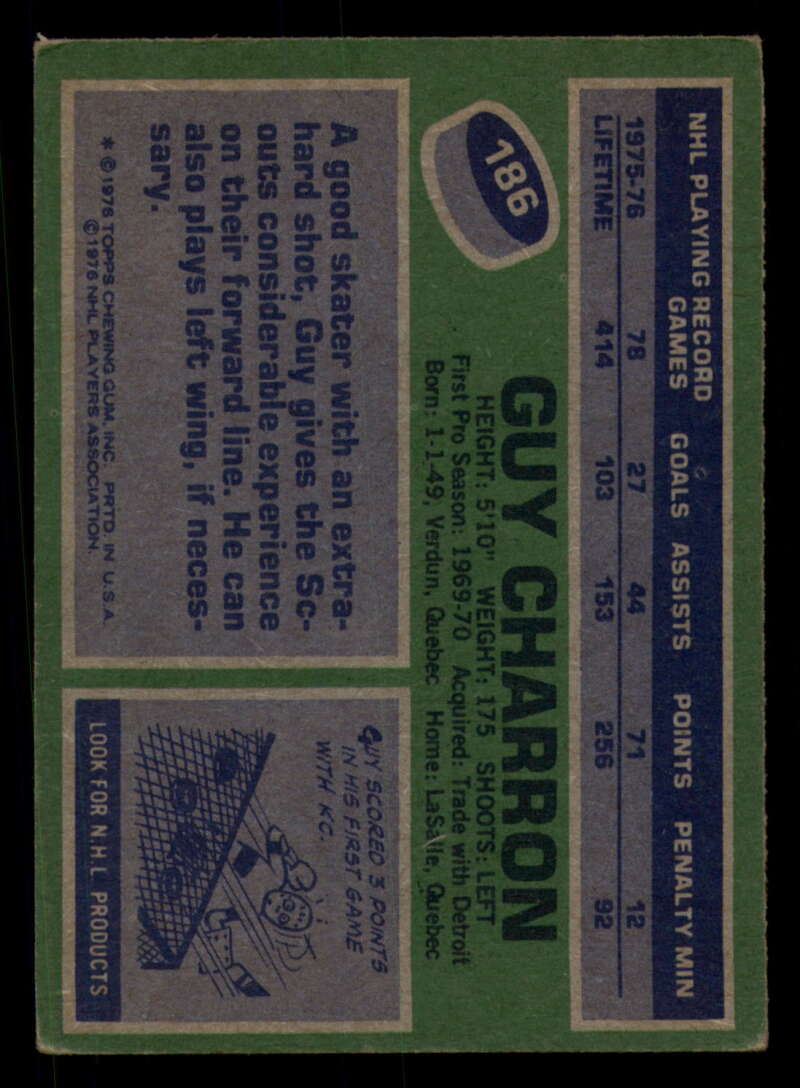 NHL PLAYING RECORD
GAMES GOALS ASSISTS POINTS PENALTY MIN
1975-76 78 27 44 71 12
LIFETIME 414 103 153 256 92
186
GUY CHARRON
HEIGHT: 5'10" WEIGHT: 175 SHOOTS: LEFT
First Pro Season: 1969-70 Acquired: Trade with Detroit
Born: 1-1-49, Verdun, Quebec Home: LaSalle, Quebec
A good skater with an extra-
hard shot, Guy gives the Sc-
outs considerable experience
on their forward line. He can
also plays left wing, if neces-
sary.
* © 1976 TOPPS CHEWING GUM, INC. PRTD. IN U.S.A.
© 1976 NHL PLAYERS ASSOCIATION.
GUY SCORED 3 POINTS
IN HIS FIRST GAME
WITH KC.
LOOK FOR N.H.L PRODUCTS